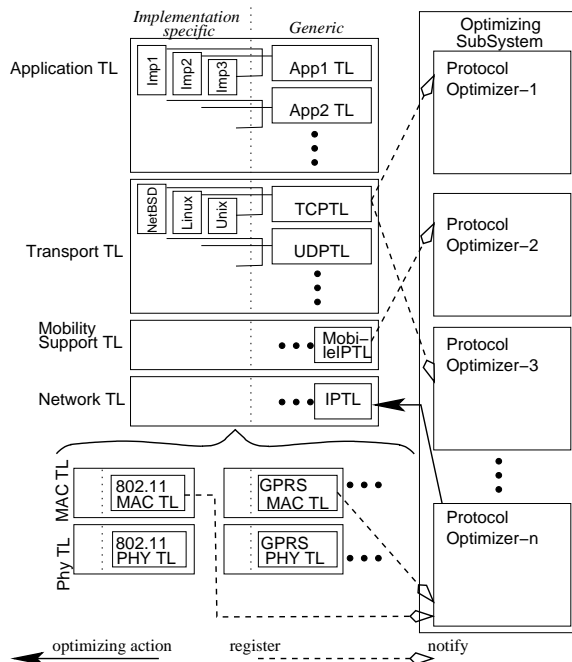 Implementation
specific
Generic
Optimizing
SubSystem
Application TL
Imp1
Imp2
Imp3
App1 TL
App2 TL
Protocol
Optimizer–1
Transport TL
NetBSD
Linux
Unix
TCPTL
UDPTL
Protocol
Optimizer–2
Mobility
Support TL
Mobi–
leIPTL
Network TL
IPTL
Protocol
Optimizer–3
MAC TL
802.11
MAC TL
GPRS
MAC TL
Phy TL
802.11
PHY TL
GPRS
PHY TL
Protocol
Optimizer–n
optimizing action
register
notify